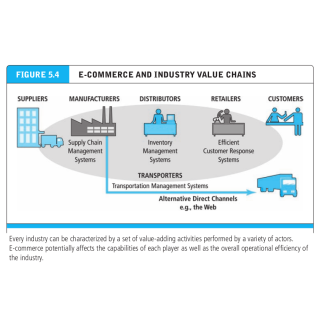 FIGURE 5.4 E-COMMERCE AND INDUSTRY VALUE CHAINS
SUPPLIERS MANUFACTURERS DISTRIBUTORS RETAILERS CUSTOMERS
Supply Chain Inventory Efficient
Management Management Customer Response
Systems Systems Systems
TRANSPORTERS
Transportation Management Systems
Alternative Direct Channels
e.g., the Web
Every industry can be characterized by a set of value-adding activities performed by a variety of actors.
E-commerce potentially affects the capabilities of each player as well as the overall operational efficiency of
the industry.